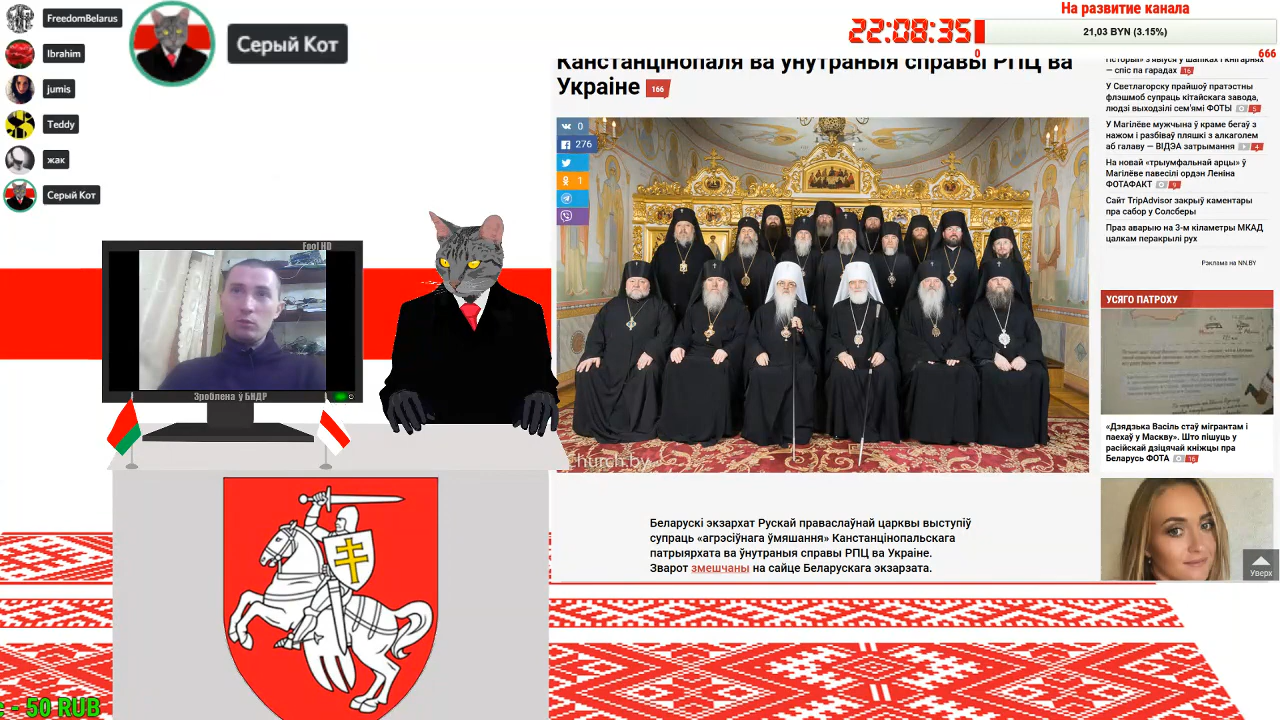 FreedomBelarus
Ibrahim
jumis
Teddy
жак
Серый Кот
Серый Кот
22:08:35
На развитие канала
21,03 BYN (3.15%)
0
666
Канстанцінопаля ва ўнутраныя справы РПЦ ва
Украіне 166
0
276
1
church.by
Беларускі экзархат Рускай праваслаўнай царквы выступіў
супраць «агрэсіўнага ўмяшання» Канстанцінопальскага
патрыярхата ва ўнутраныя справы РПЦ ва Украіне.
Зварот змешчаны на сайце Беларускага экзархата.
— спіс па гарадах 16
У Светлагорску прайшоў пратэстны
флэшмоб супраць кітайскага завода,
людзі выходзілі сем'ямі ФОТЫ 5
У Магілёве мужчына ў краме бегаў з
нажом і разбіваў пляшкі з алкаголем
аб галаву — ВІДЭА затрымання 4
На новай «трыумфальнай арцы» ў
Магілёве павесілі ордэн Леніна
ФОТАФАКТ 9
Сайт TripAdvisor закрыў каментары
пра сабор у Солсберы
Праз аварыю на 3-м кіламетры МКАД
цалкам перакрылі рух
Рэклама на NN.BY
УСЯГО ПАТРОХУ
«Дзядзька Васіль стаў мігрантам і
паехаў у Маскву». Што пішуць у
расійскай дзіцячай кніжцы пра
Беларусь ФОТА 16
Уверх
Fool HD
Зроблена ў БНДР
- 50 RUB